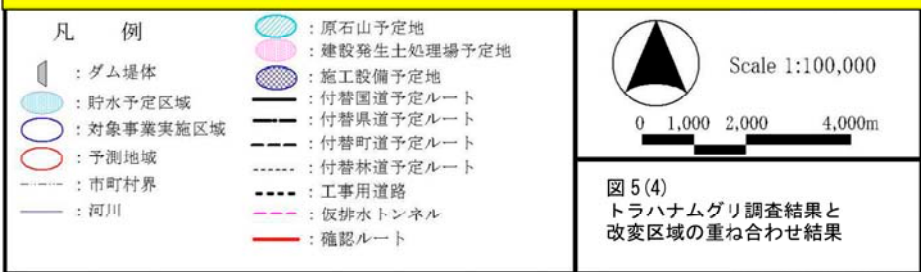 凡 例
: ダム堤体
: 貯水予定区域
: 対象事業実施区域
: 予測地域
: 市町村界
: 河川
: 原石山予定地
: 建設発生土処理場予定地
: 施工設備予定地
: 付替国道予定ルート
: 付替県道予定ルート
: 付替町道予定ルート
: 付替林道予定ルート
: 工事用道路
: 仮排水トンネル
: 確認ルート
Scale 1:100,000
0 1,000 2,000 4,000m
図 5(4)
トラハナムグリ調査結果と
改変区域の重ね合わせ結果